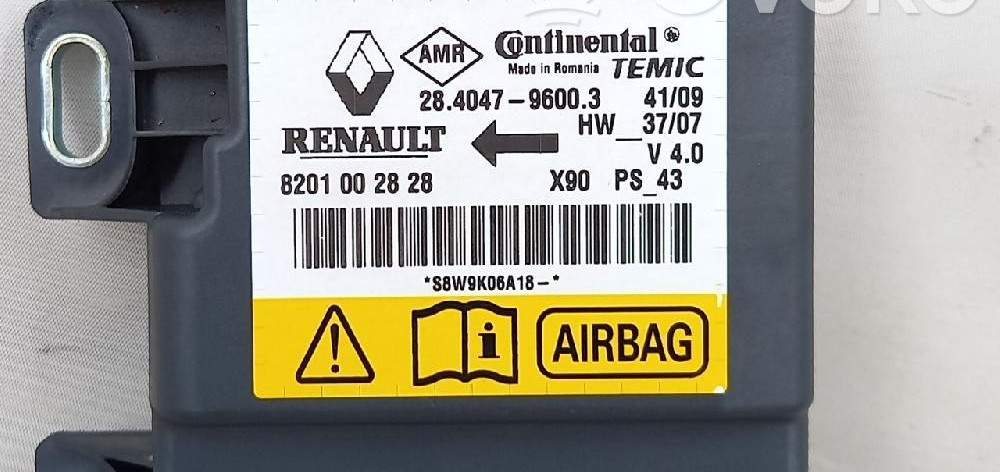 AMR Continental
Made in Romania TEMIC
28.4047-9600.3 41/09
HW__37/07
RENAULT
V 4.0
8201 00 28 28 X90 PS_43
*S8W9K06A18-*
AIRBAG